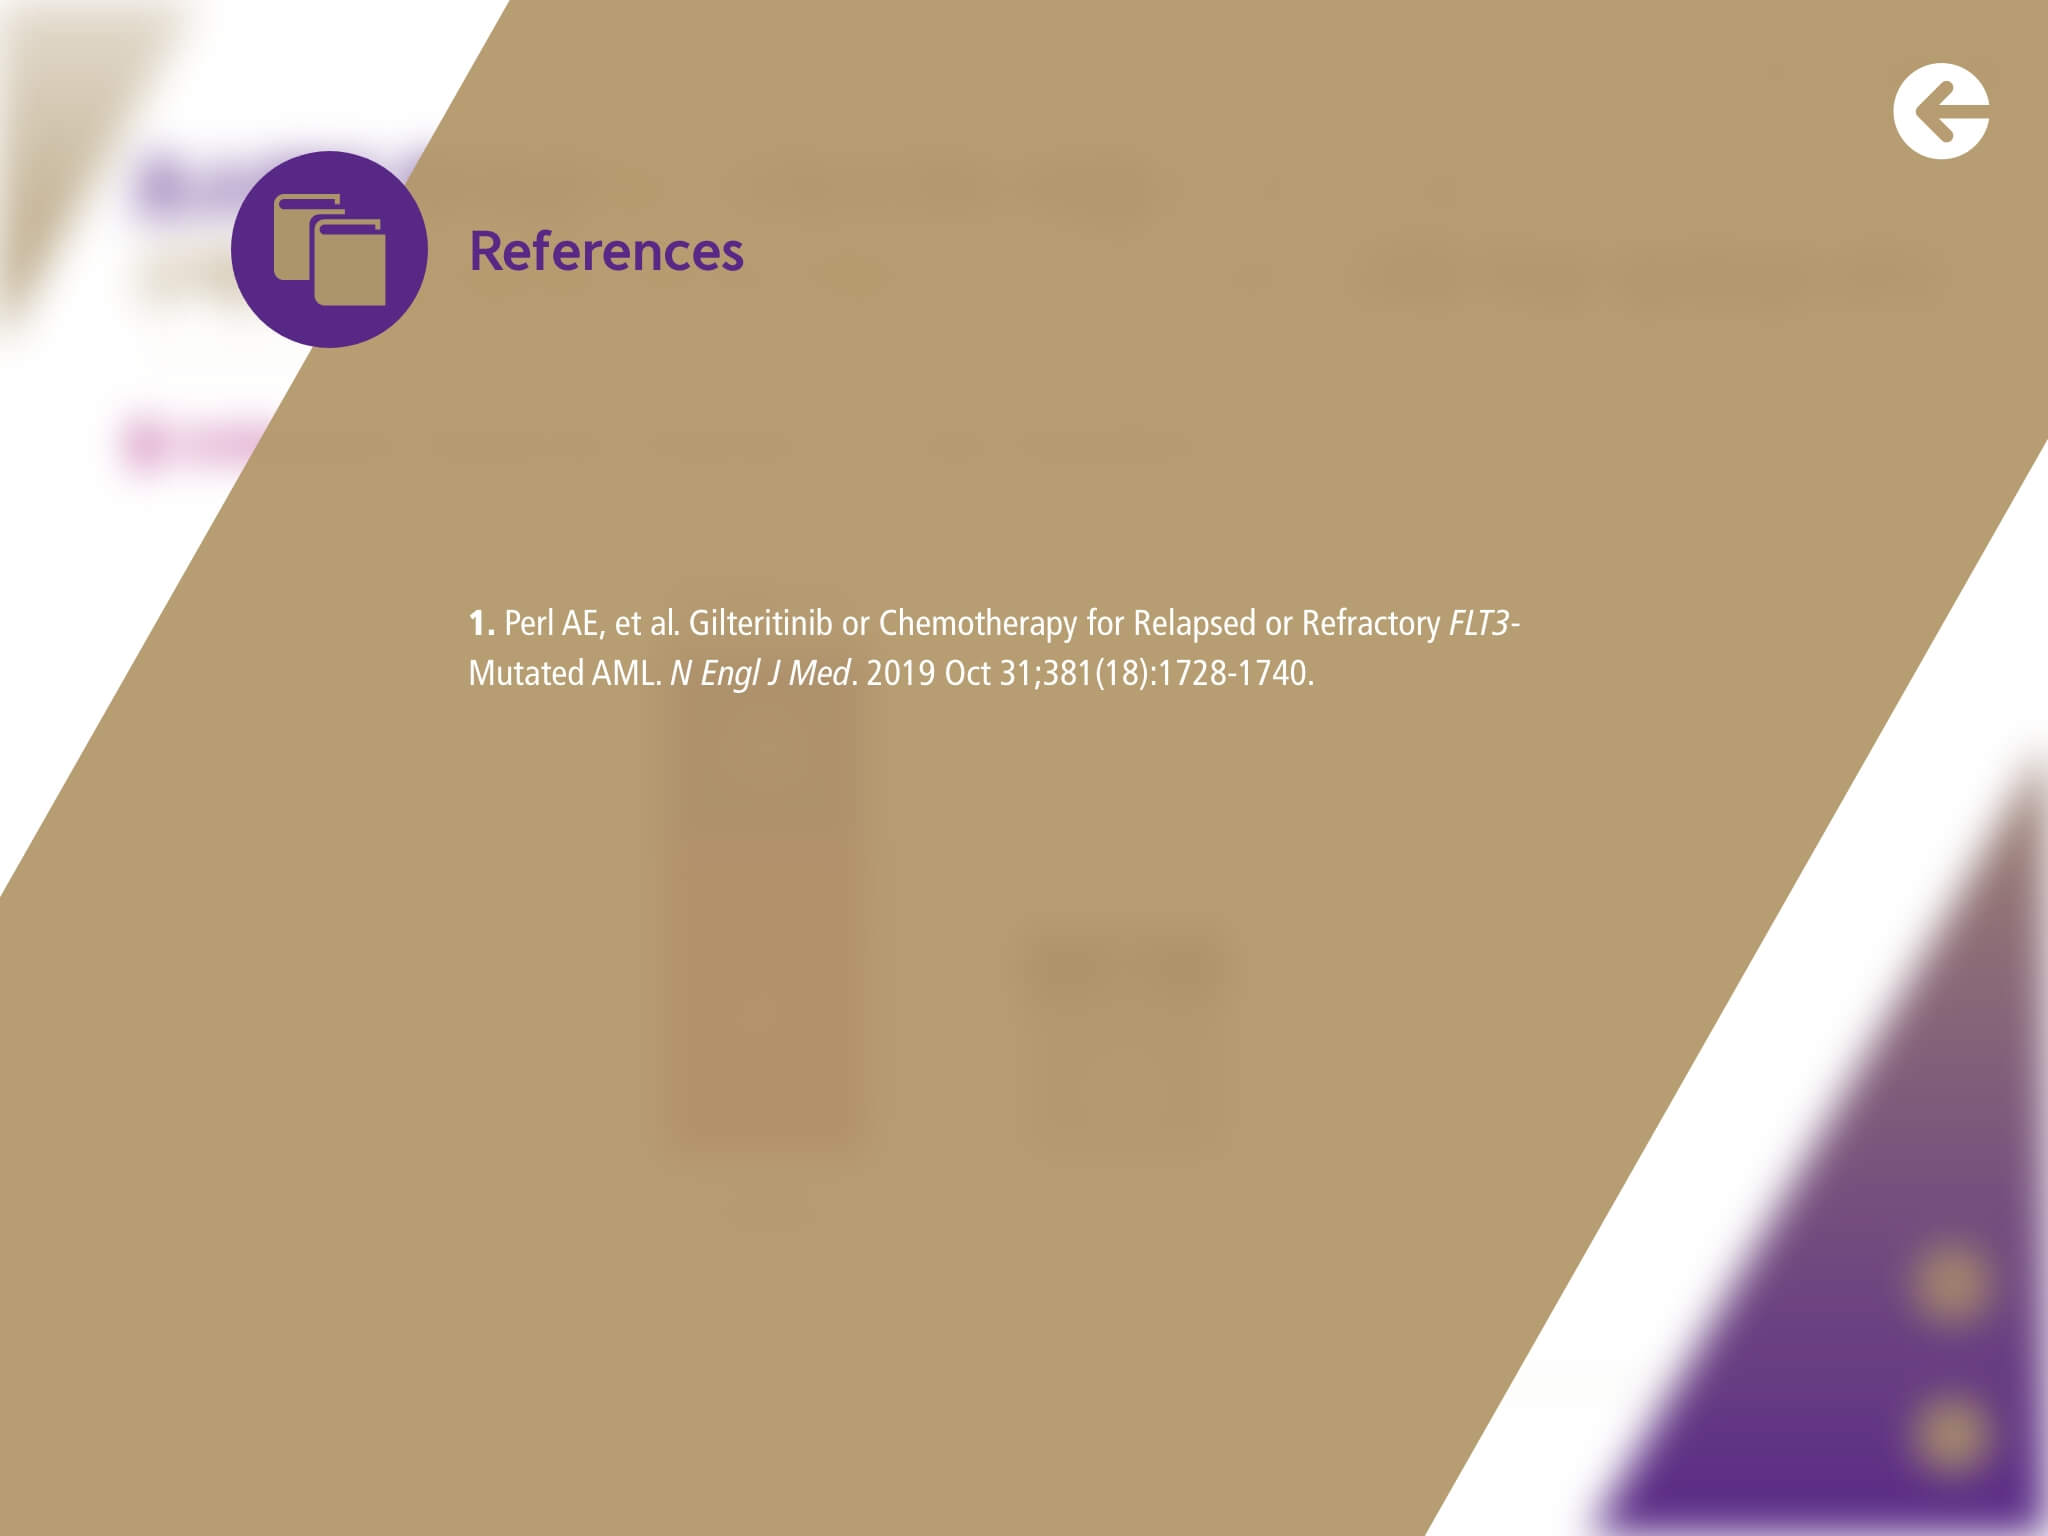 References
1. Perl AE, et al. Gilteritinib or Chemotherapy for Relapsed or Refractory FLT3-
Mutated AML. N Engl J Med. 2019 Oct 31;381(18):1728-1740.